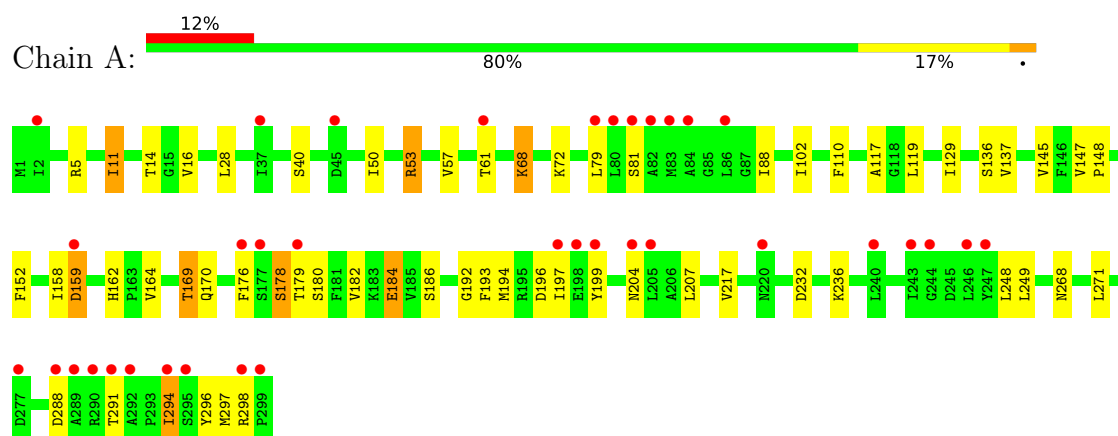 12%
Chain A:
80% 17% •
M1 I2 R5 I11 T14 G15 V16 L28 I37 S40 D45 I50 R53 V57 T61 K68 K72 L79 L80 S81 A82 M83 A84 G85 L86 G87 I88 I102 F110 A117 G118 L119 I129 S136 V137 V145 F146 V147 P148
F152 I158 D159 H162 P163 V164 T169 Q170 F176 S177 S178 T179 S180 F181 V182 K183 E184 V185 S186 G192 F193 M194 R195 D196 I197 E198 Y199 N204 L205 A206 L207 V217 N220 D232 K236 L240 I243 G244 D245 L246 Y247 L248 L249 N268 L271
D277 D288 A289 R290 T291 A292 P293 I294 S295 Y296 M297 R298 P299